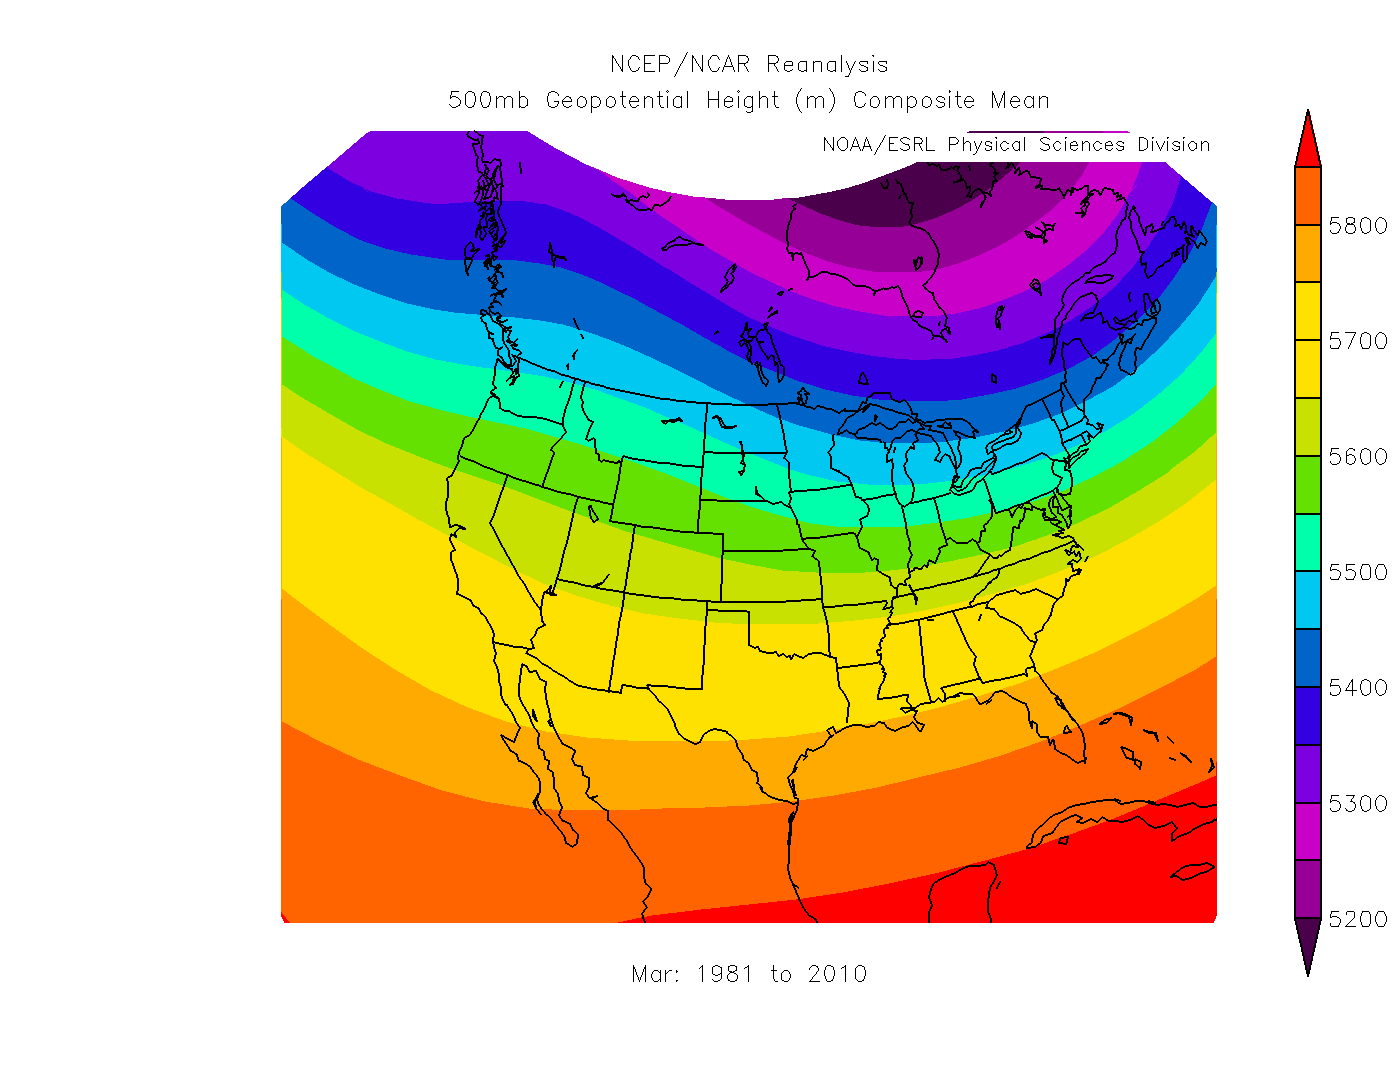 NCEP/NCAR Reanalysis
500mb Geopotential Height (m) Composite Mean
NOAA/ESRL Physical Sciences Division
5800
5700
5600
5500
5400
5300
5200
Mar: 1981 to 2010